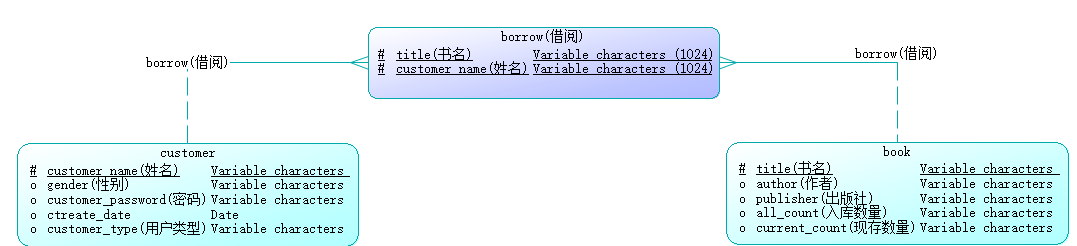 borrow(借阅)
# title(书名) Variable characters (1024)
# customer_name(姓名) Variable characters (1024)
borrow(借阅)
borrow(借阅)
customer
# customer_name(姓名) Variable characters
o gender(性别) Variable characters
o customer_password(密码) Variable characters
o ctreate_date Date
o customer_type(用户类型) Variable characters
book
# title(书名) Variable characters
o author(作者) Variable characters
o publisher(出版社) Variable characters
o all_count(入库数量) Variable characters
o current_count(现存数量) Variable characters